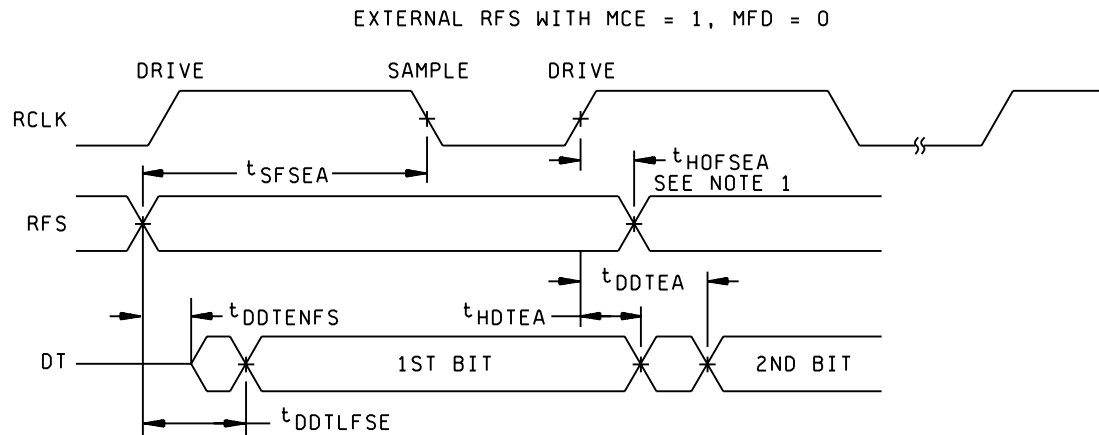 EXTERNAL RFS WITH MCE = 1, MFD = 0
DRIVE SAMPLE DRIVE
RCLK
tSFSEA tHOFSEA
SEE NOTE 1
RFS
tDDTEA
tDDTENFS tHDTEA
DT 1ST BIT 2ND BIT
tDDTLFSE